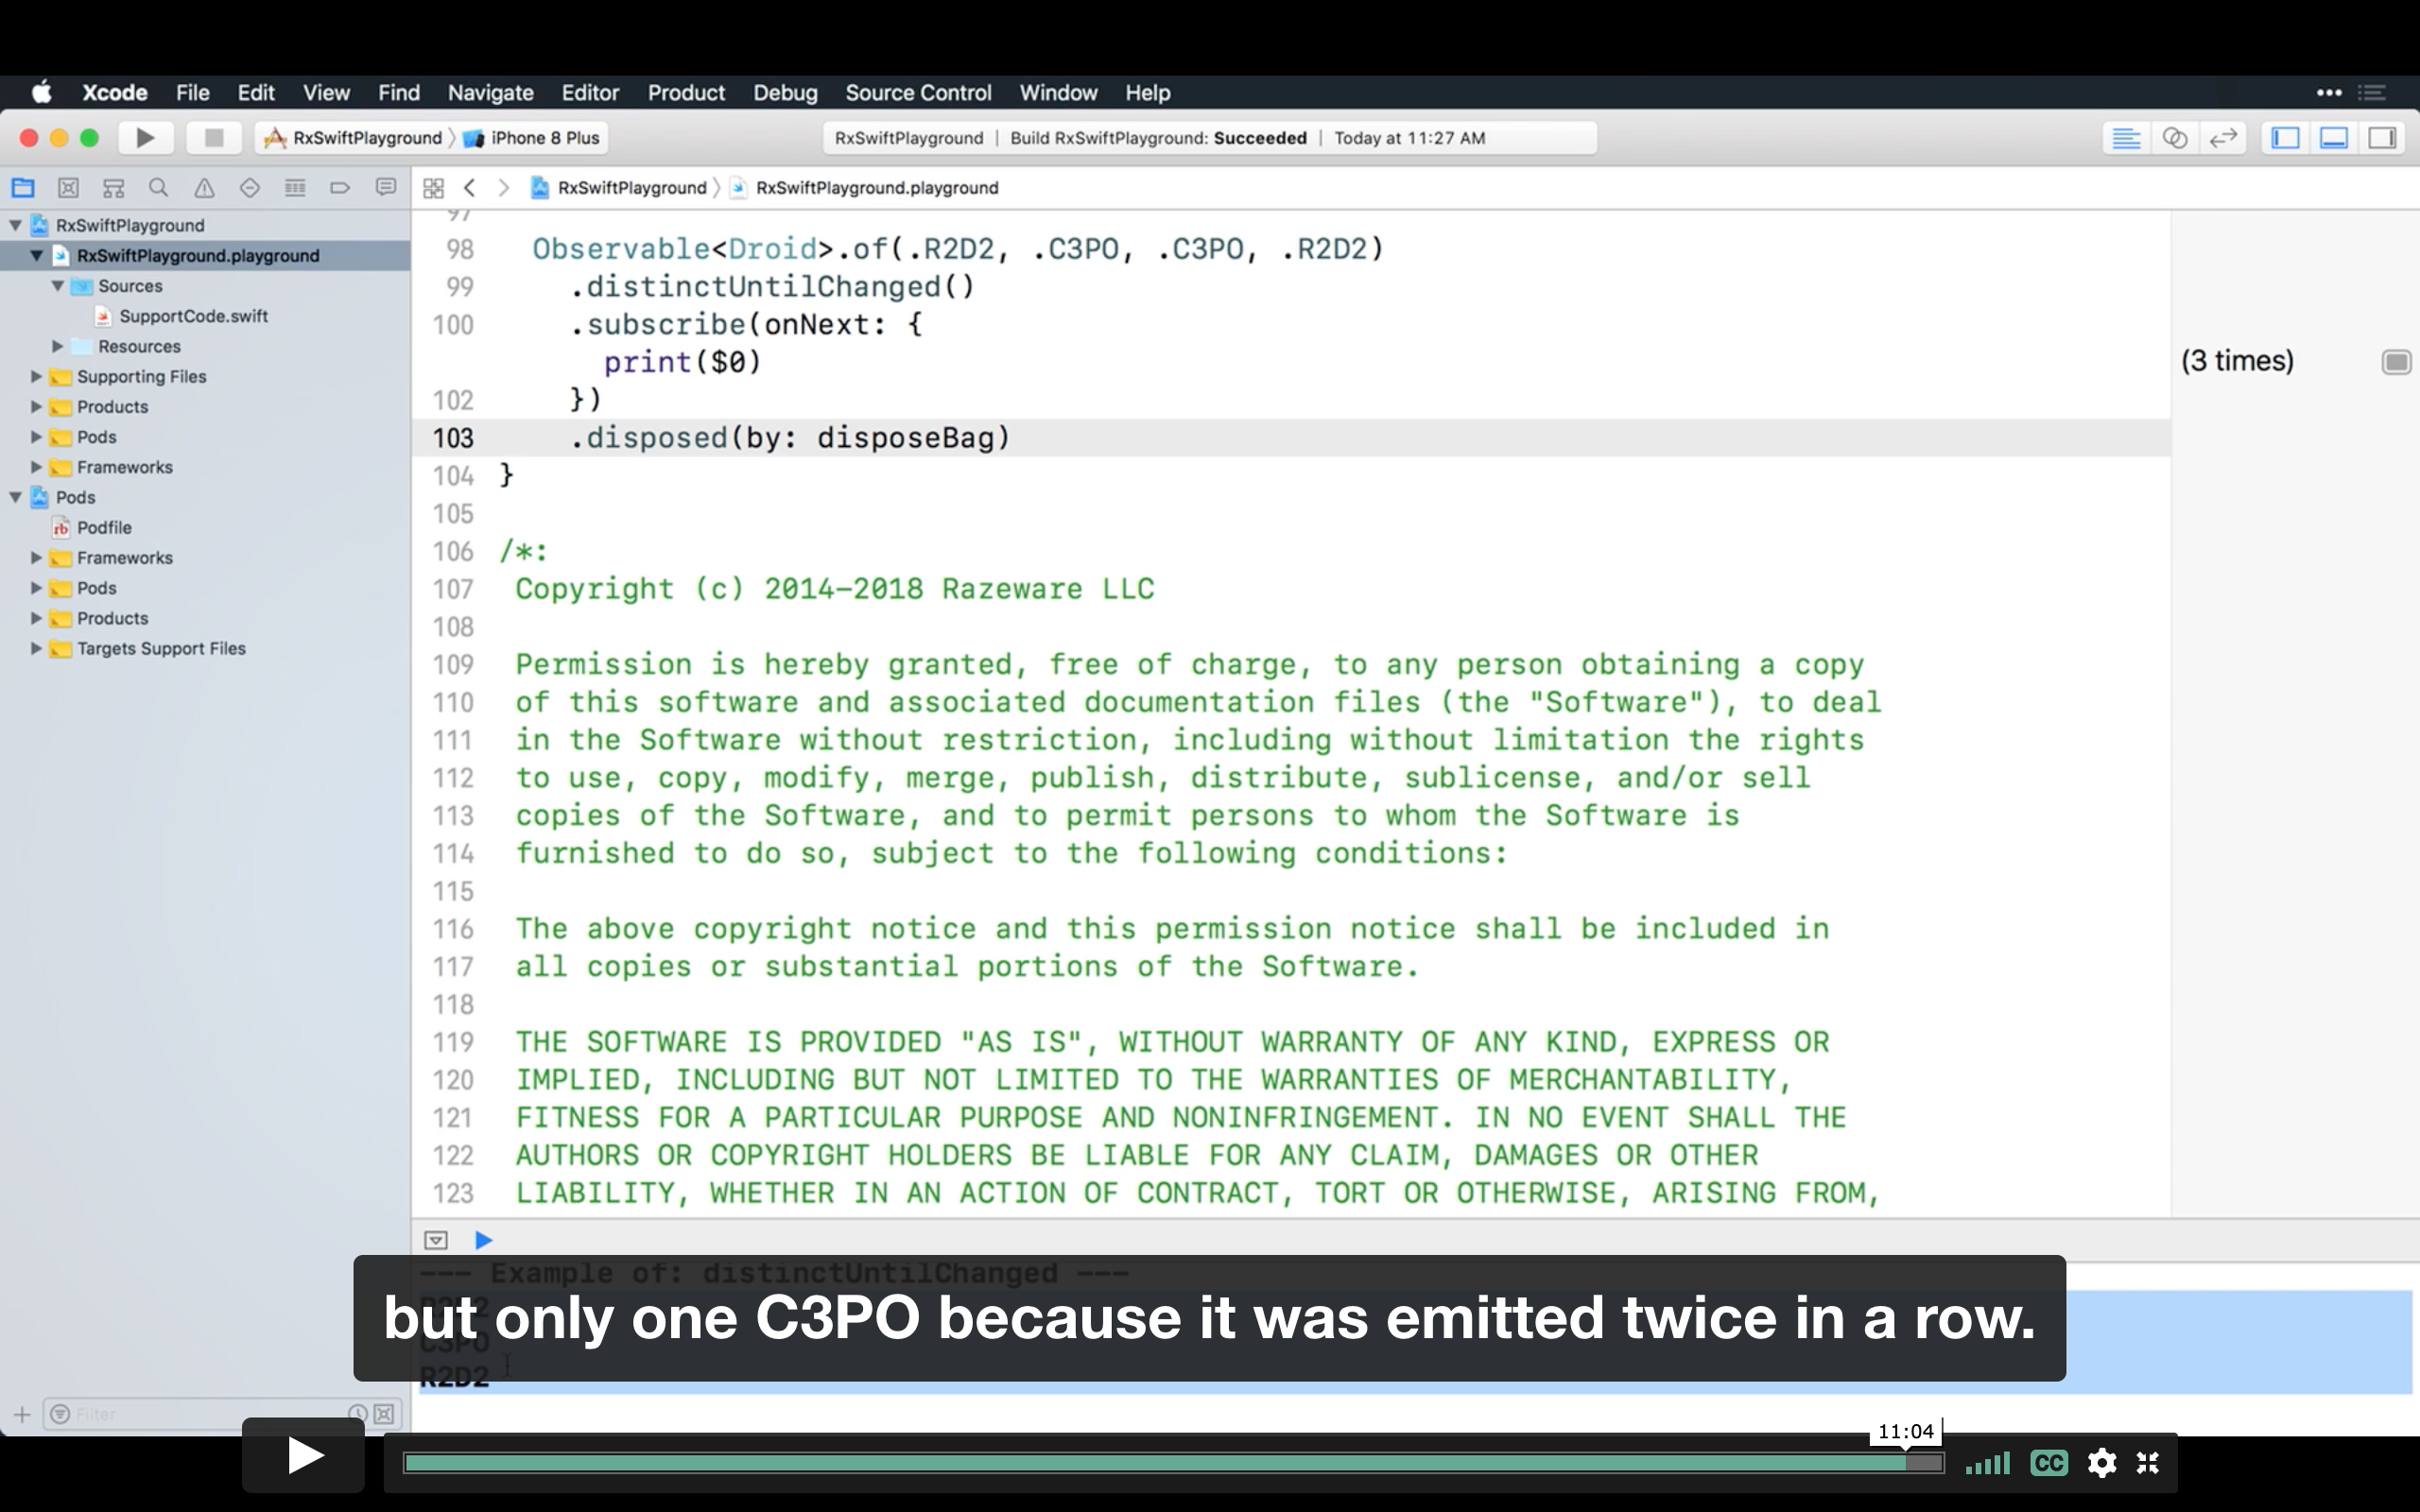 Xcode File Edit View Find Navigate Editor Product Debug Source Control Window Help
RxSwiftPlayground 〉 iPhone 8 Plus
RxSwiftPlayground | Build RxSwiftPlayground: Succeeded | Today at 11:27 AM
RxSwiftPlayground 〉 RxSwiftPlayground.playground
RxSwiftPlayground
RxSwiftPlayground.playground
Sources
SupportCode.swift
Resources
Supporting Files
Products
Pods
Frameworks
Pods
rb Podfile
Frameworks
Pods
Products
Targets Support Files
Filter
97
98 Observable<Droid>.of(.R2D2, .C3PO, .C3PO, .R2D2)
99 .distinctUntilChanged()
100 .subscribe(onNext: {
print($0)
102 })
103 .disposed(by: disposeBag)
104 }
105
106 /*:
107 Copyright (c) 2014-2018 Razeware LLC
108
109 Permission is hereby granted, free of charge, to any person obtaining a copy
110 of this software and associated documentation files (the "Software"), to deal
111 in the Software without restriction, including without limitation the rights
112 to use, copy, modify, merge, publish, distribute, sublicense, and/or sell
113 copies of the Software, and to permit persons to whom the Software is
114 furnished to do so, subject to the following conditions:
115
116 The above copyright notice and this permission notice shall be included in
117 all copies or substantial portions of the Software.
118
119 THE SOFTWARE IS PROVIDED "AS IS", WITHOUT WARRANTY OF ANY KIND, EXPRESS OR
120 IMPLIED, INCLUDING BUT NOT LIMITED TO THE WARRANTIES OF MERCHANTABILITY,
121 FITNESS FOR A PARTICULAR PURPOSE AND NONINFRINGEMENT. IN NO EVENT SHALL THE
122 AUTHORS OR COPYRIGHT HOLDERS BE LIABLE FOR ANY CLAIM, DAMAGES OR OTHER
123 LIABILITY, WHETHER IN AN ACTION OF CONTRACT, TORT OR OTHERWISE, ARISING FROM,
(3 times)
--- Example of: distinctUntilChanged ---
R2D2
C3PO
R2D2
but only one C3PO because it was emitted twice in a row.
11:04
CC